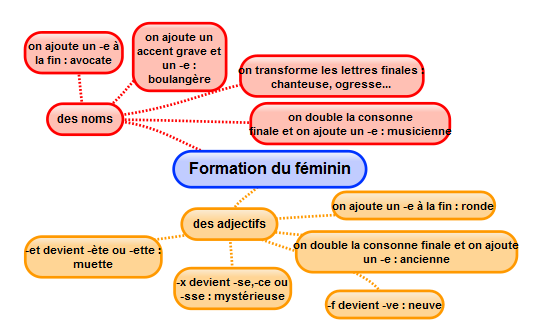 on ajoute un -e à
la fin : avocate
on ajoute un
accent grave et
un -e :
boulangère
on transforme les lettres finales :
chanteuse, ogresse...
des noms
on double la consonne
finale et on ajoute un -e : musicienne
Formation du féminin
des adjectifs
on ajoute un -e à la fin : ronde
-et devient -ète ou -ette :
muette
on double la consonne finale et on ajoute
un -e : ancienne
-x devient -se,-ce ou
-sse : mystérieuse
-f devient -ve : neuve